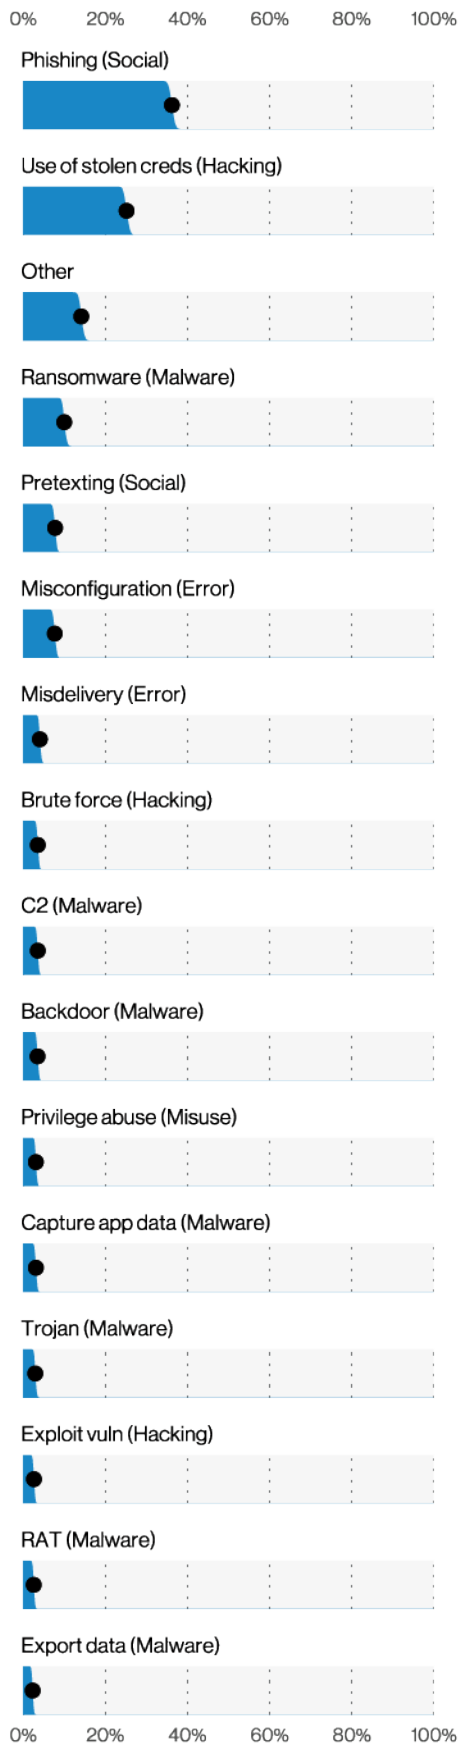 0% 20% 40% 60% 80% 100%
Phishing (Social)
Use of stolen creds (Hacking)
Other
Ransomware (Malware)
Pretexting (Social)
Misconfiguration (Error)
Misdelivery (Error)
Brute force (Hacking)
C2 (Malware)
Backdoor (Malware)
Privilege abuse (Misuse)
Capture app data (Malware)
Trojan (Malware)
Exploit vuln (Hacking)
RAT (Malware)
Export data (Malware)
0% 20% 40% 60% 80% 100%